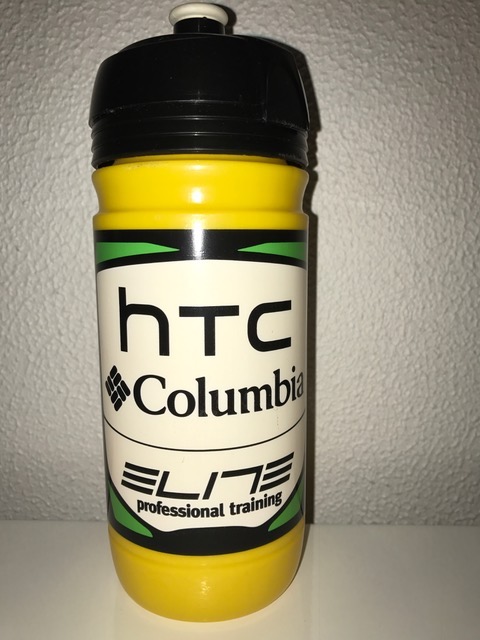 hTC
Columbia
ELITE
professional training